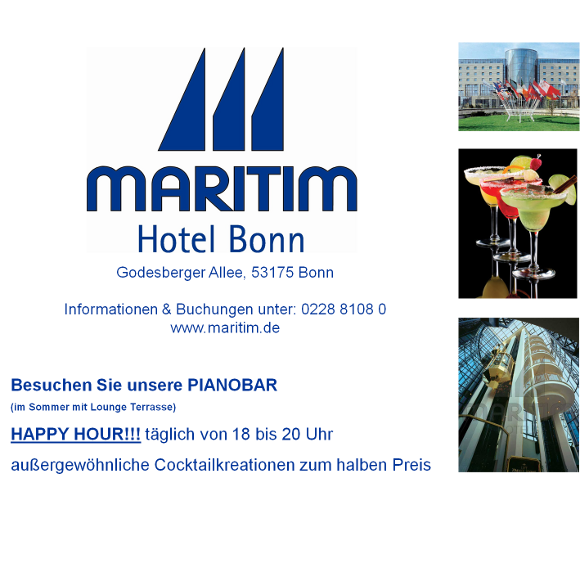 MARITIM
Hotel Bonn
Godesberger Allee, 53175 Bonn
Informationen & Buchungen unter: 0228 8108 0
www.maritim.de
Besuchen Sie unsere PIANOBAR
(im Sommer mit Lounge Terrasse)
HAPPY HOUR!!! täglich von 18 bis 20 Uhr
außergewöhnliche Cocktailkreationen zum halben Preis
MARITIM